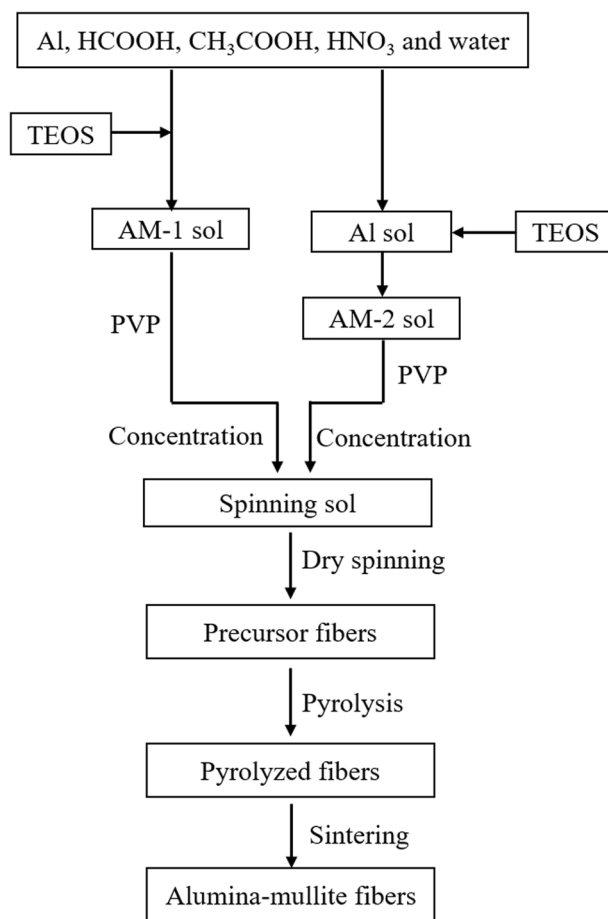 Al, HCOOH, CH₃COOH, HNO₃ and water
TEOS
AM-1 sol
Al sol
TEOS
AM-2 sol
PVP
PVP
Concentration
Concentration
Spinning sol
Dry spinning
Precursor fibers
Pyrolysis
Pyrolyzed fibers
Sintering
Alumina-mullite fibers